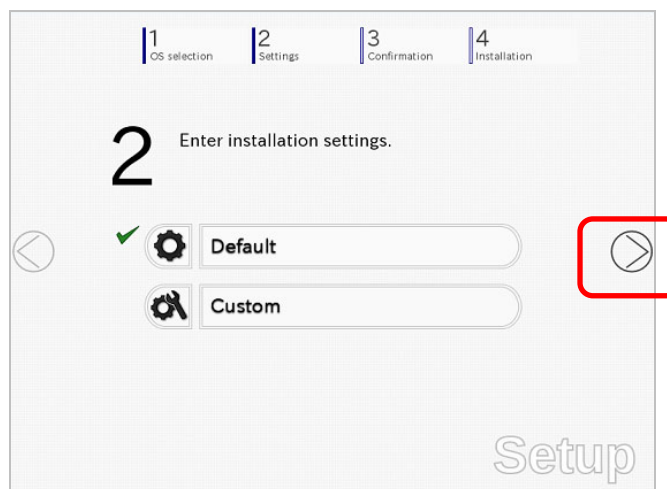 1
OS selection
2
Settings
3
Confirmation
4
Installation
2
Enter installation settings.
Default
Custom
Setup